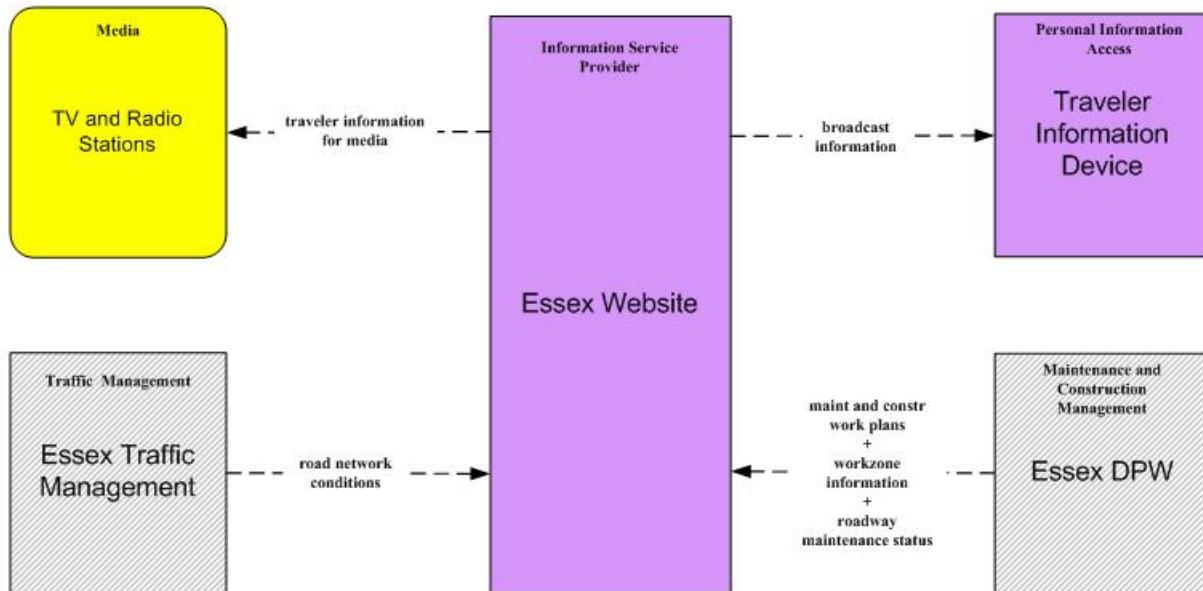 Media
TV and Radio
Stations
traveler information
for media
Information Service
Provider
Essex Website
broadcast
information
Personal Information
Access
Traveler
Information
Device
Traffic Management
Essex Traffic
Management
road network
conditions
maint and constr
work plans
+
workzone
information
+
roadway
maintenance status
Maintenance and
Construction
Management
Essex DPW